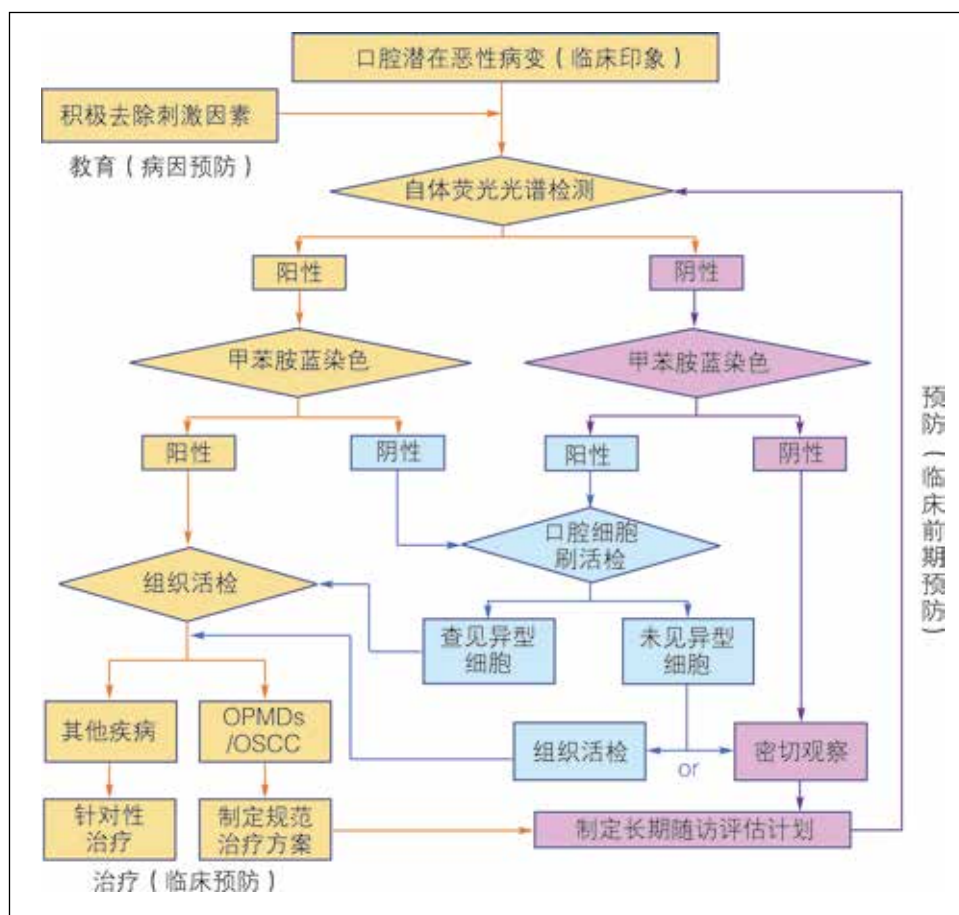 口腔潜在恶性病变（临床印象）
积极去除刺激因素
教育（病因预防）
自体荧光光谱检测
阳性
阴性
甲苯胺蓝染色
甲苯胺蓝染色
阳性
阴性
阳性
阴性
口腔细胞
刷活检
组织活检
查见异型
细胞
未见异型
细胞
其他疾病
OPMDs
/OSCC
组织活检
or
密切观察
针对性
治疗
制定规范
治疗方案
制定长期随访评估计划
治疗（临床预防）
预防（临床前期预防）